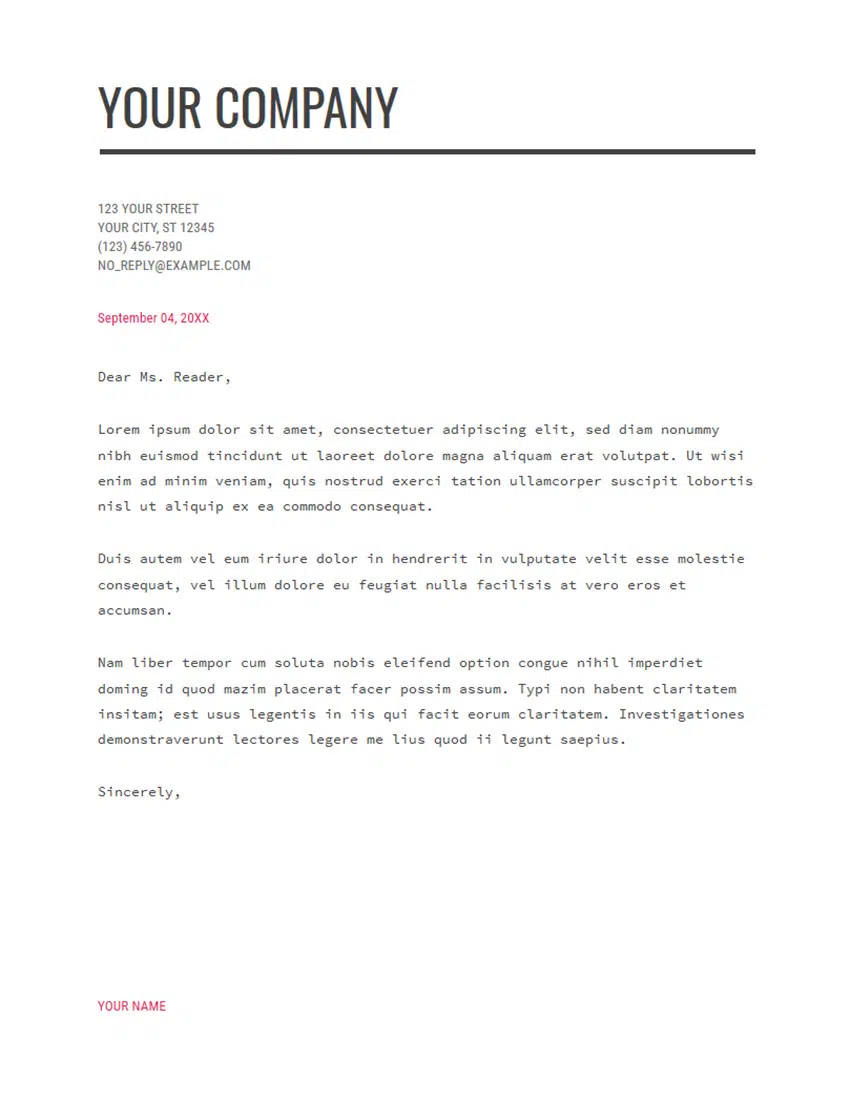 YOUR COMPANY
123 YOUR STREET
YOUR CITY, ST 12345
(123) 456-7890
NO_REPLY@EXAMPLE.COM
September 04, 20XX
Dear Ms. Reader,
Lorem ipsum dolor sit amet, consectetuer adipiscing elit, sed diam nonummy
nibh euismod tincidunt ut laoreet dolore magna aliquam erat volutpat. Ut wisi
enim ad minim veniam, quis nostrud exerci tation ullamcorper suscipit lobortis
nisl ut aliquip ex ea commodo consequat.
Duis autem vel eum iriure dolor in hendrerit in vulputate velit esse molestie
consequat, vel illum dolore eu feugiat nulla facilisis at vero eros et
accumsan.
Nam liber tempor cum soluta nobis eleifend option congue nihil imperdiet
doming id quod mazim placerat facer possim assum. Typi non habent claritatem
insitam; est usus legentis in iis qui facit eorum claritatem. Investigationes
demonstraverunt lectores legere me lius quod ii legunt saepius.
Sincerely,
YOUR NAME